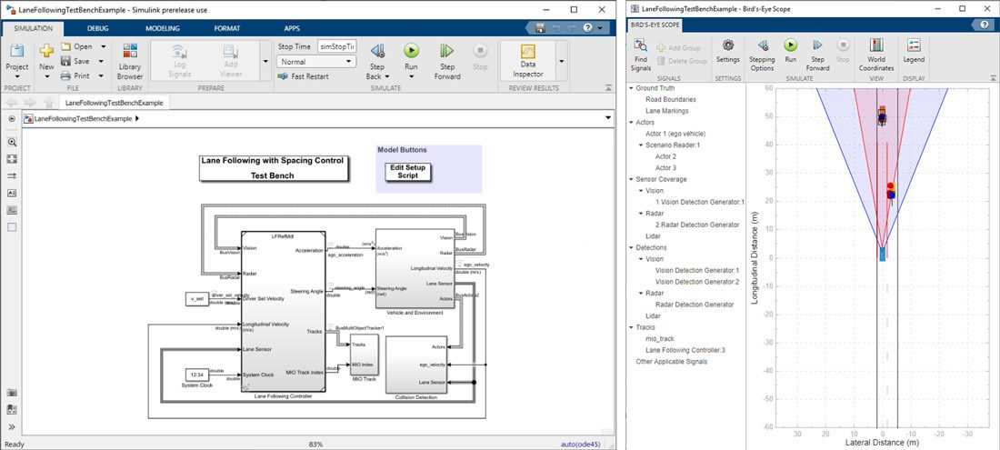 LaneFollowingTestBenchExample - Simulink prerelease use
SIMULATION DEBUG MODELING FORMAT APPS
Project
New
Open
Save
Print
Library
Browser
Log
Signals
Add
Viewer
Stop Time simStopTi
Normal
Fast Restart
Step
Back
Run
Step
Forward
Stop
Data
Inspector
PROJECT FILE LIBRARY PREPARE SIMULATE REVIEW RESULTS
LaneFollowingTestBenchExample
LaneFollowingTestBenchExample
Lane Following with Spacing Control
Test Bench
Model Buttons
Edit Setup
Script
LFRefMdl
Vision
BusVision
Radar
BusRadar
v_set
Driver Set Velocity
double (m/s)
Longitudinal Velocity
(m/s)
double (m/s)
Lane Sensor
12:34
System Clock
double
double
System Clock
Acceleration
Steering Angle
Tracks
MIO Track Index
Lane Following Controller
double
(m/s²)
ego_acceleration
steering_angle
double
(rad)
BusMultiObjectTracker1
double
Tracks
MIO Index
MIO Track
Acceleration
(m/s²)
Steering Angle
(rad)
Vision
Radar
Longitudinal Velocity
Lane Sensor
Actors
Vehicle and Environment
BusVision
BusRadar
ego_velocity
double (m/s)
Actors
ego_velocity
Lane Sensor
Collision Detection
Ready
83%
auto(ode45)
LaneFollowingTestBenchExample - Bird's-Eye Scope
BIRD'S-EYE SCOPE
Find
Signals
Add Group
Delete Group
Settings
Stepping
Options
Run
Step
Forward
Stop
World
Coordinates
Legend
SIGNALS SETTINGS SIMULATE VIEW DISPLAY
Ground Truth
Road Boundaries
Lane Markings
Actors
Actor 1 (ego vehicle)
Scenario Reader:1
Actor 2
Actor 3
Sensor Coverage
Vision
1 Vision Detection Generator:1
Radar
2 Radar Detection Generator
Lidar
Detections
Vision
Vision Detection Generator:1
Vision Detection Generator:2
Radar
Radar Detection Generator
Lidar
Tracks
mio_track
Lane Following Controller:3
Other Applicable Signals
Longitudinal Distance (m)
60
50
40
30
20
10
0
-10
-20
-30
-40
-50
-60
30 20 10 0 -10 -20 -30
Lateral Distance (m)